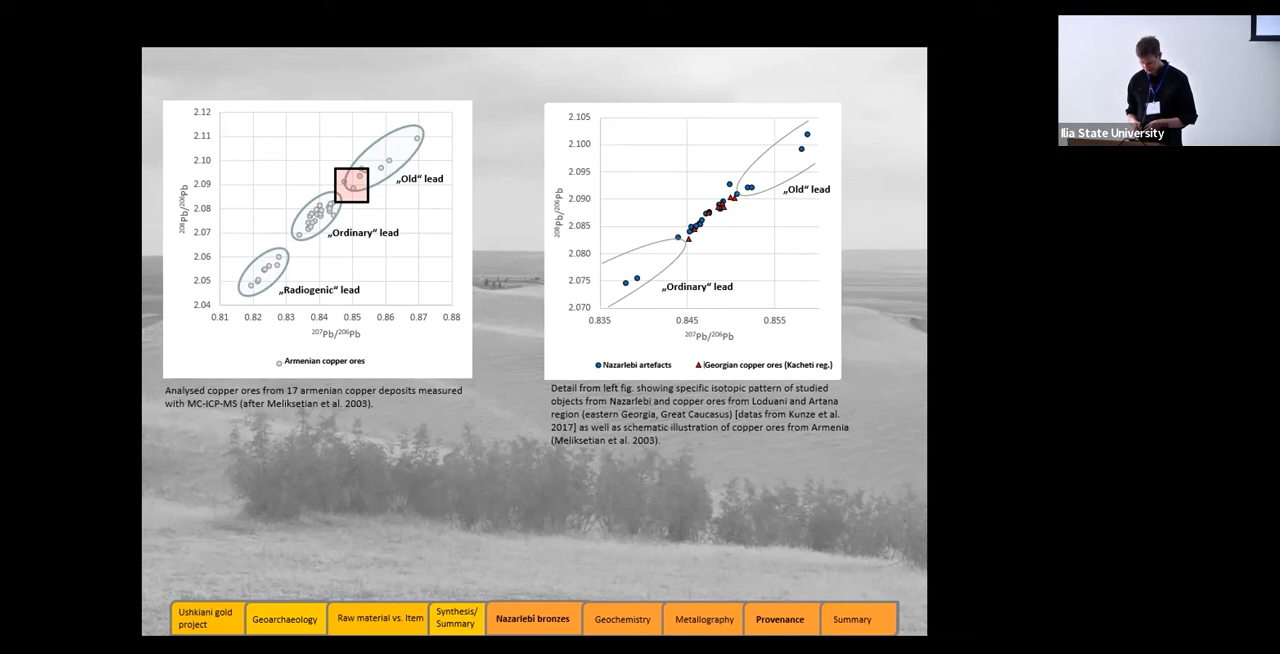 Ilia State University
2.12
2.11
2.10
2.09
2.08
2.07
2.06
2.05
2.04
²⁰⁸Pb/²⁰⁶Pb
„Old“ lead
„Ordinary“ lead
„Radiogenic“ lead
0.81 0.82 0.83 0.84 0.85 0.86 0.87 0.88
²⁰⁷Pb/²⁰⁶Pb
Armenian copper ores
Analysed copper ores from 17 armenian copper deposits measured
with MC-ICP-MS (after Meliksetian et al. 2003).
2.105
2.100
2.095
2.090
2.085
2.080
2.075
2.070
²⁰⁸Pb/²⁰⁶Pb
„Old“ lead
„Ordinary“ lead
0.835 0.845 0.855
²⁰⁷Pb/²⁰⁶Pb
Nazarlebi artefacts
Georgian copper ores (Kacheti reg.)
Detail from left fig. showing specific isotopic pattern of studied
objects from Nazarlebi and copper ores from Loduani and Artana
region (eastern Georgia, Great Caucasus) [datas from Kunze et al.
2017] as well as schematic illustration of copper ores from Armenia
(Meliksetian et al. 2003).
Ushkiani gold
project
Geoarchaeology
Raw material vs. Item
Synthesis/
Summary
Nazarlebi bronzes
Geochemistry
Metallography
Provenance
Summary